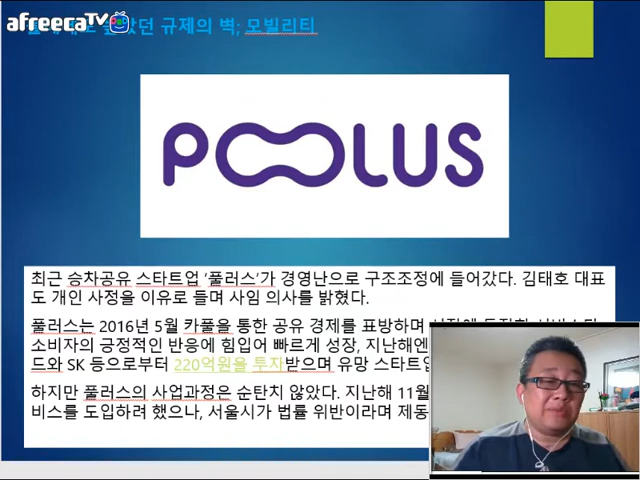 afreecaTV
던 규제의 벽; 모빌리티
POOLUS
최근 승차공유 스타트업 '풀러스'가 경영난으로 구조조정에 들어갔다. 김태호 대표
도 개인 사정을 이유로 들며 사임 의사를 밝혔다.
풀러스는 2016년 5월 카풀을 통한 공유 경제를 표방하며
소비자의 긍정적인 반응에 힘입어 빠르게 성장, 지난해엔
드와 SK 등으로부터 220억원을 투자받으며 유망 스타트업
하지만 풀러스의 사업과정은 순탄치 않았다. 지난해 11월
비스를 도입하려 했으나, 서울시가 법률 위반이라며 제동